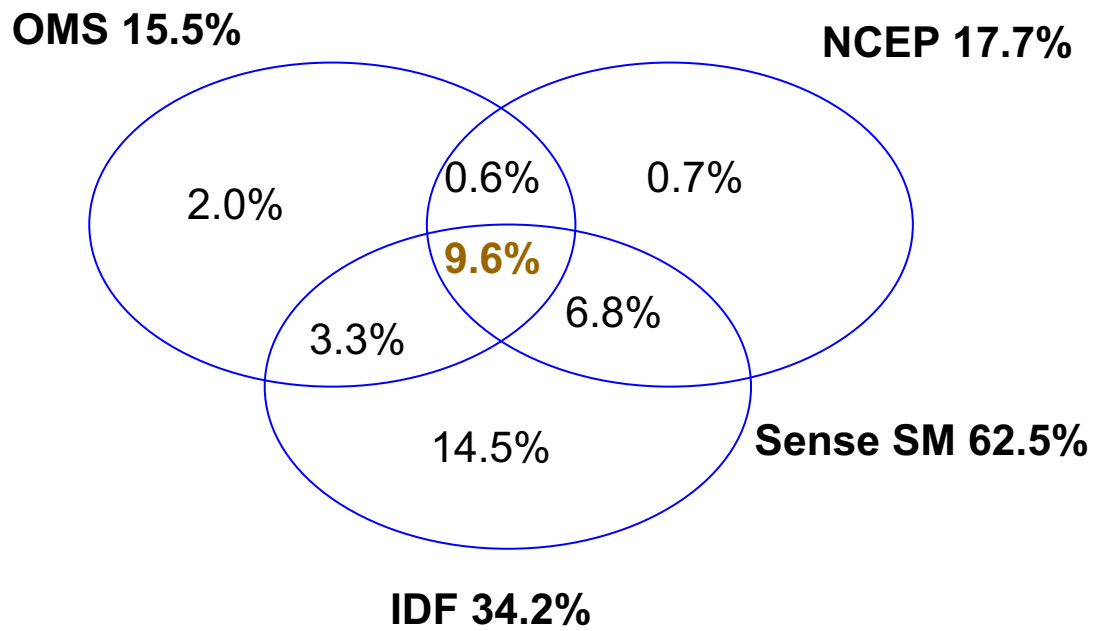 OMS 15.5%
NCEP 17.7%
0.6%
0.7%
2.0%
9.6%
6.8%
3.3%
14.5%
Sense SM 62.5%
IDF 34.2%